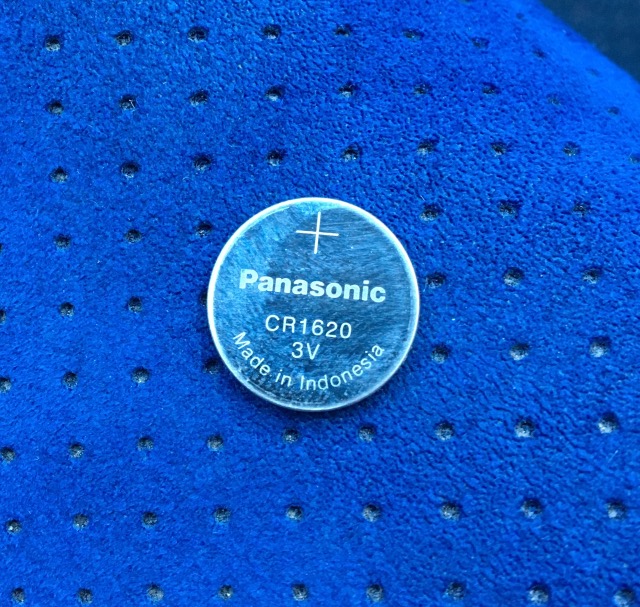 +
Panasonic
CR1620
3V
Made in Indonesia